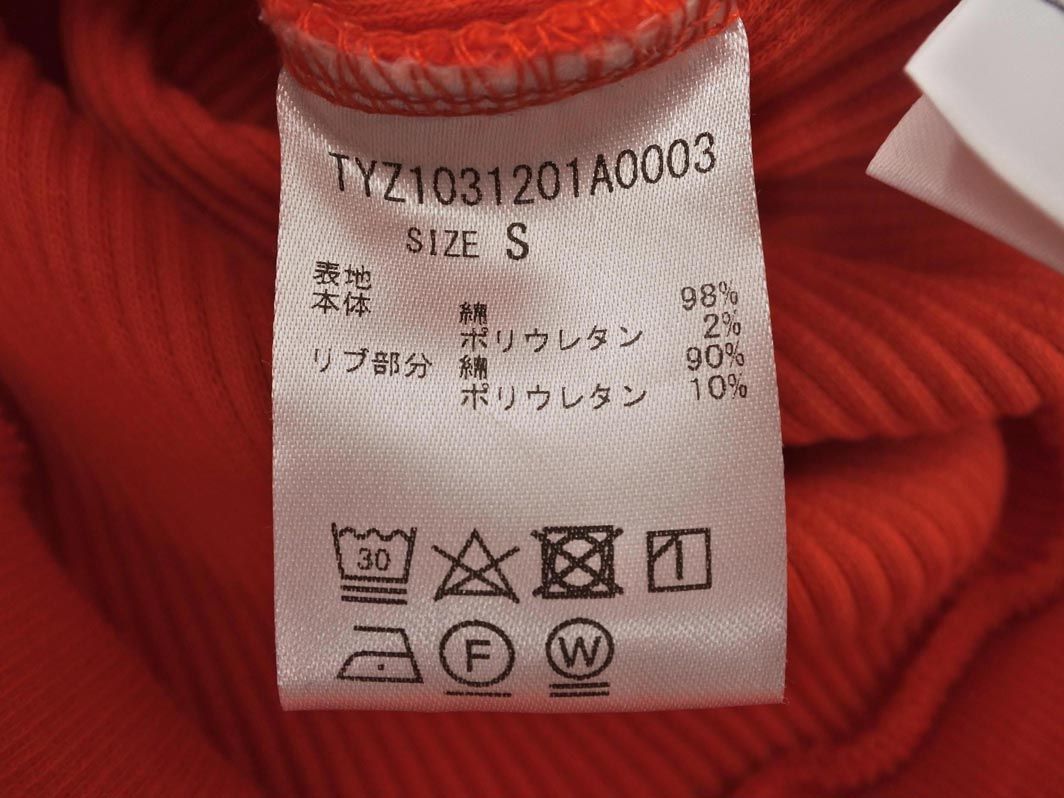 TYZ1031201A0003
SIZE S
表地
本体 綿 98%
ポリウレタン 2%
リブ部分 綿 90%
ポリウレタン 10%
30
F W